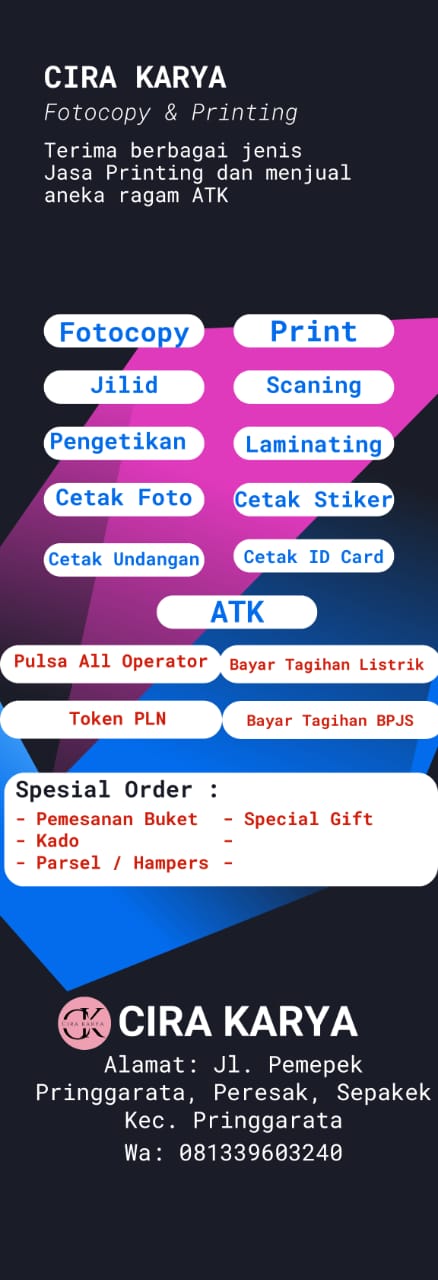 CIRA KARYA
Fotocopy & Printing
Terima berbagai jenis
Jasa Printing dan menjual
aneka ragam ATK
Fotocopy
Print
Jilid
Scaning
Pengetikan
Laminating
Cetak Foto
Cetak Stiker
Cetak Undangan
Cetak ID Card
ATK
Pulsa All Operator
Bayar Tagihan Listrik
Token PLN
Bayar Tagihan BPJS
Spesial Order :
- Pemesanan Buket
- Special Gift
- Kado
-
- Parsel / Hampers
-
CK
CIRA KARYA
CIRA KARYA
Alamat: Jl. Pemepek
Pringgarata, Peresak, Sepakek
Kec. Pringgarata
Wa: 081339603240